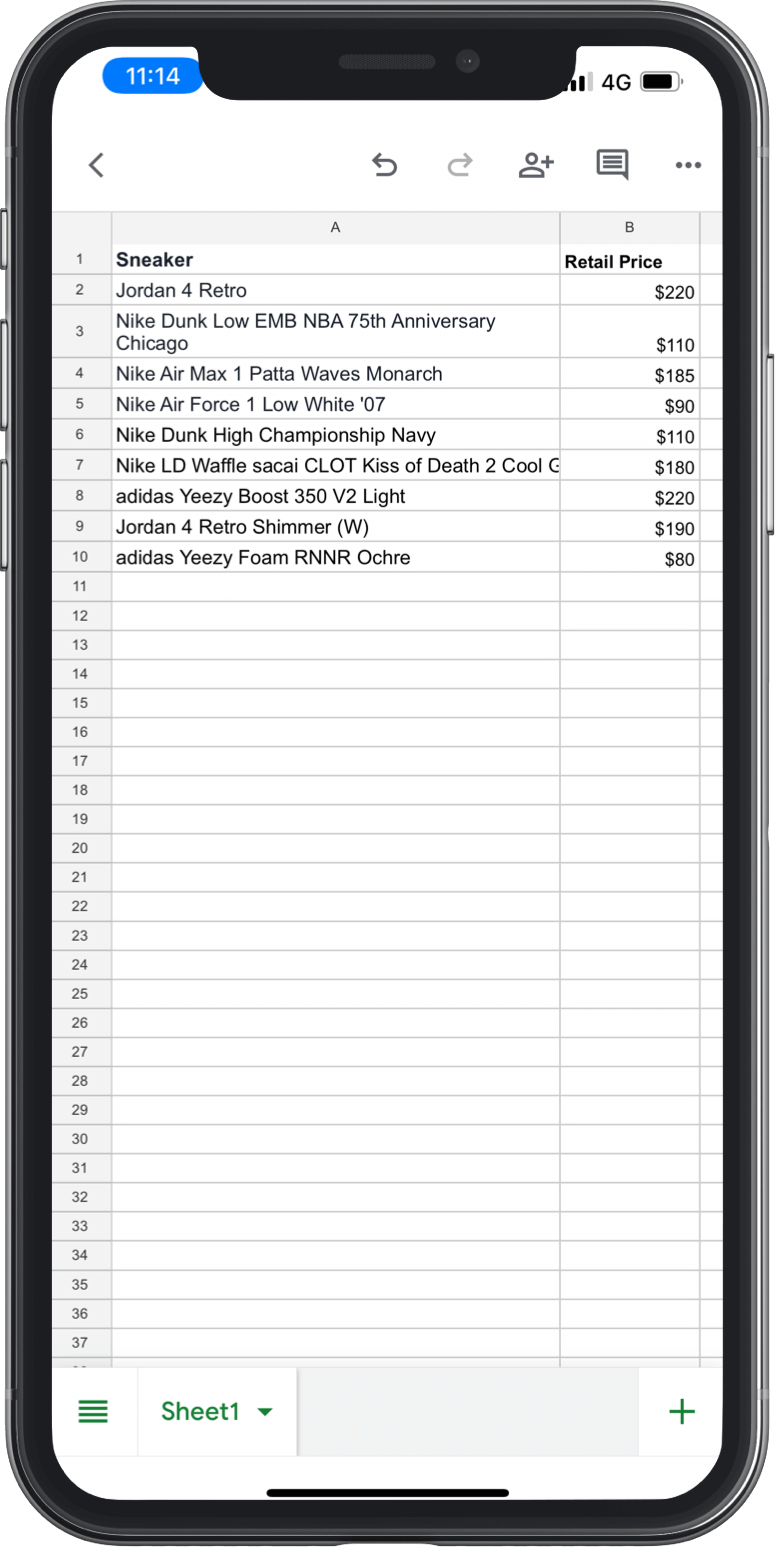 11:14
4G
A B
1 Sneaker Retail Price
2 Jordan 4 Retro $220
3 Nike Dunk Low EMB NBA 75th Anniversary
Chicago $110
4 Nike Air Max 1 Patta Waves Monarch $185
5 Nike Air Force 1 Low White '07 $90
6 Nike Dunk High Championship Navy $110
7 Nike LD Waffle sacai CLOT Kiss of Death 2 Cool $180
8 adidas Yeezy Boost 350 V2 Light $220
9 Jordan 4 Retro Shimmer (W) $190
10 adidas Yeezy Foam RNNR Ochre $80
11
12
13
14
15
16
17
18
19
20
21
22
23
24
25
26
27
28
29
30
31
32
33
34
35
36
37
Sheet1